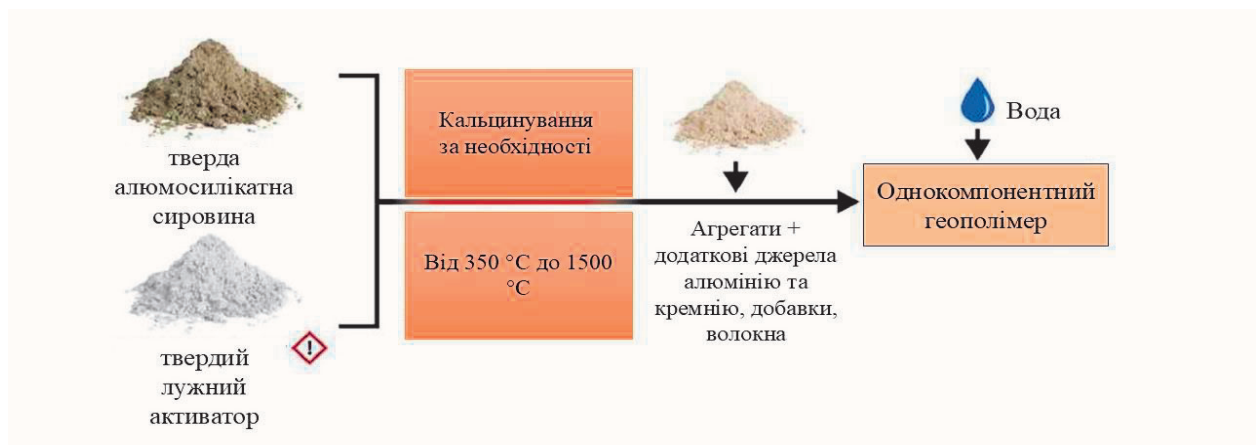 тверда
алюмосилікатна
сировина
твердий
лужний
активатор
!
Кальцинування
за необхідності
Від 350 °C до 1500
°C
Агрегати +
додаткові джерела
алюмінію та
кремнію, добавки,
волокна
Вода
Однокомпонентний
геополімер